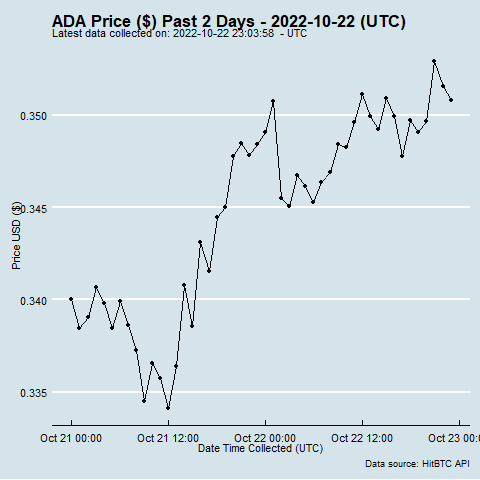 ADA Price ($) Past 2 Days - 2022-10-22 (UTC)
Latest data collected on: 2022-10-22 23:03:58 - UTC
0.350
0.345
0.340
0.335
Price USD ($)
Oct 21 00:00 Oct 21 12:00 Oct 22 00:00 Oct 22 12:00 Oct 23 00:
Date Time Collected (UTC)
Data source: HitBTC API